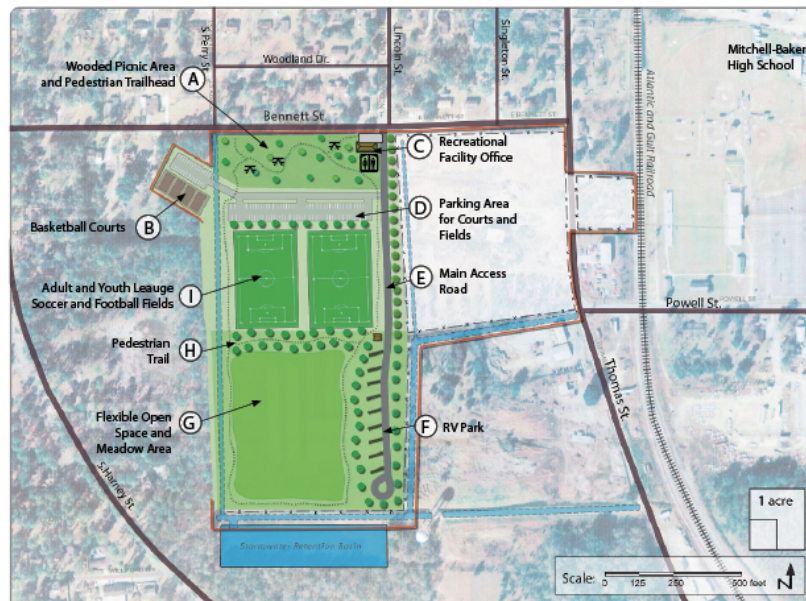 S. Perry St.
Lincoln St.
Singleton St.
Woodland Dr.
Bennett St.
Mitchell-Baker
High School
Atlantic and Gulf Railroad
Wooded Picnic Area
and Pedestrian Trailhead
A
C
Recreational
Facility Office
Basketball Courts
B
D
Parking Area
for Courts and
Fields
Adult and Youth Leauge
Soccer and Football Fields
I
E
Main Access
Road
Powell St.
POWELL ST
Pedestrian
Trail
H
Thomas St.
Flexible Open
Space and
Meadow Area
G
F
RV Park
S.Harney St.
1 acre
Stormwater Retention Basin
Scale:
0 125 250 500 feet
N